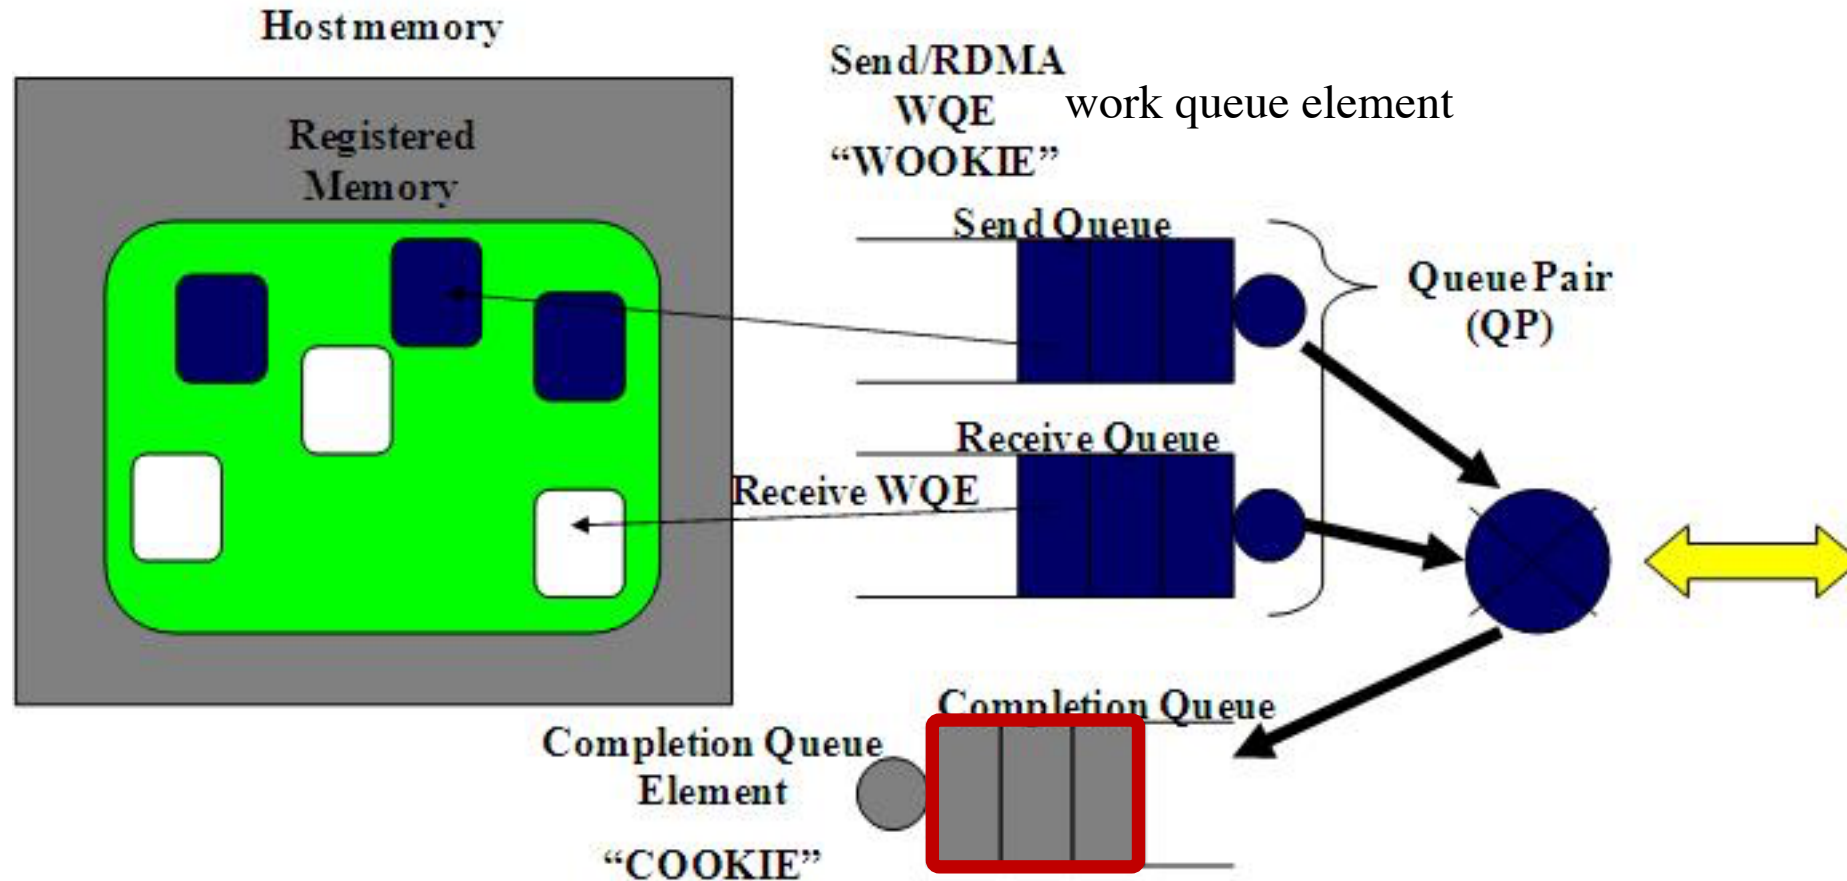 Host memory
Registered
Memory
Send/RDMA
WQE
“WOOKIE”
work queue element
Send Queue
Queue Pair
(QP)
Receive Queue
Receive WQE
Completion Queue
Completion Queue
Element
“COOKIE”